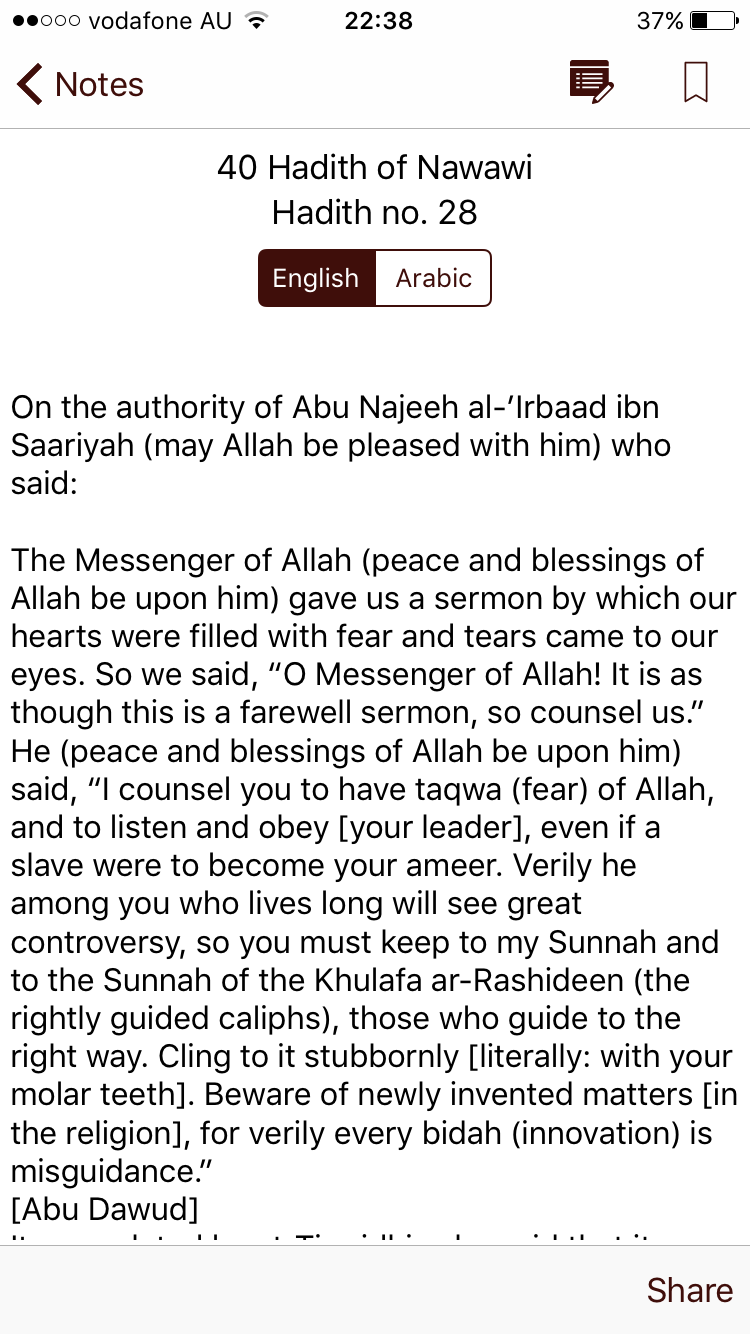 vodafone AU 22:38 37%
Notes
40 Hadith of Nawawi
Hadith no. 28
English Arabic
On the authority of Abu Najeeh al-’Irbaad ibn
Saariyah (may Allah be pleased with him) who
said:
The Messenger of Allah (peace and blessings of
Allah be upon him) gave us a sermon by which our
hearts were filled with fear and tears came to our
eyes. So we said, “O Messenger of Allah! It is as
though this is a farewell sermon, so counsel us.”
He (peace and blessings of Allah be upon him)
said, “I counsel you to have taqwa (fear) of Allah,
and to listen and obey [your leader], even if a
slave were to become your ameer. Verily he
among you who lives long will see great
controversy, so you must keep to my Sunnah and
to the Sunnah of the Khulafa ar-Rashideen (the
rightly guided caliphs), those who guide to the
right way. Cling to it stubbornly [literally: with your
molar teeth]. Beware of newly invented matters [in
the religion], for verily every bidah (innovation) is
misguidance.”
[Abu Dawud]
Share